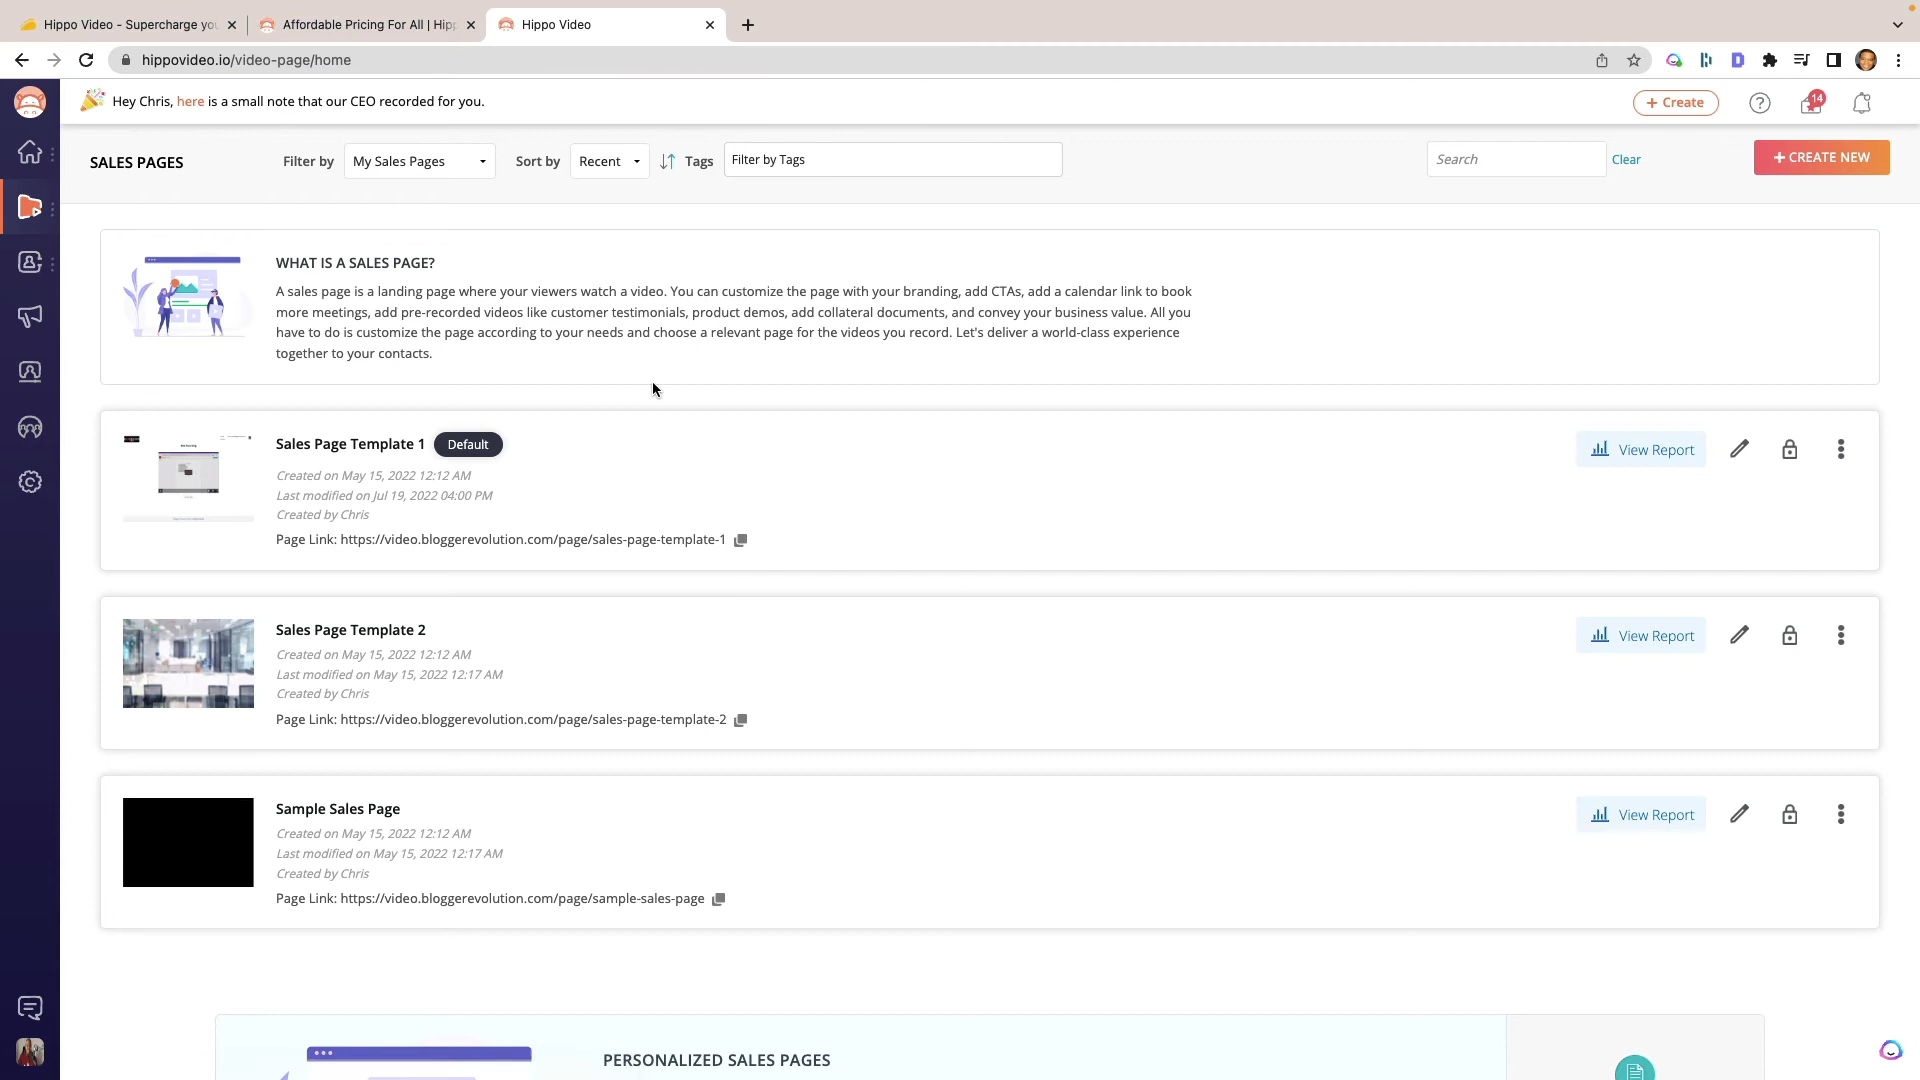 Hippo Video - Supercharge you
Affordable Pricing For All | Hipp
Hippo Video
hippovideo.io/video-page/home
Hey Chris, here is a small note that our CEO recorded for you.
+ Create
14
SALES PAGES
Filter by
My Sales Pages
Sort by
Recent
Tags
Filter by Tags
Search
Clear
+ CREATE NEW
WHAT IS A SALES PAGE?
A sales page is a landing page where your viewers watch a video. You can customize the page with your branding, add CTAs, add a calendar link to book
more meetings, add pre-recorded videos like customer testimonials, product demos, add collateral documents, and convey your business value. All you
have to do is customize the page according to your needs and choose a relevant page for the videos you record. Let's deliver a world-class experience
together to your contacts.
Sales Page Template 1 Default
Created on May 15, 2022 12:12 AM
Last modified on Jul 19, 2022 04:00 PM
Created by Chris
Page Link: https://video.bloggerevolution.com/page/sales-page-template-1
View Report
Sales Page Template 2
Created on May 15, 2022 12:12 AM
Last modified on May 15, 2022 12:17 AM
Created by Chris
Page Link: https://video.bloggerevolution.com/page/sales-page-template-2
View Report
Sample Sales Page
Created on May 15, 2022 12:12 AM
Last modified on May 15, 2022 12:17 AM
Created by Chris
Page Link: https://video.bloggerevolution.com/page/sample-sales-page
View Report
PERSONALIZED SALES PAGES